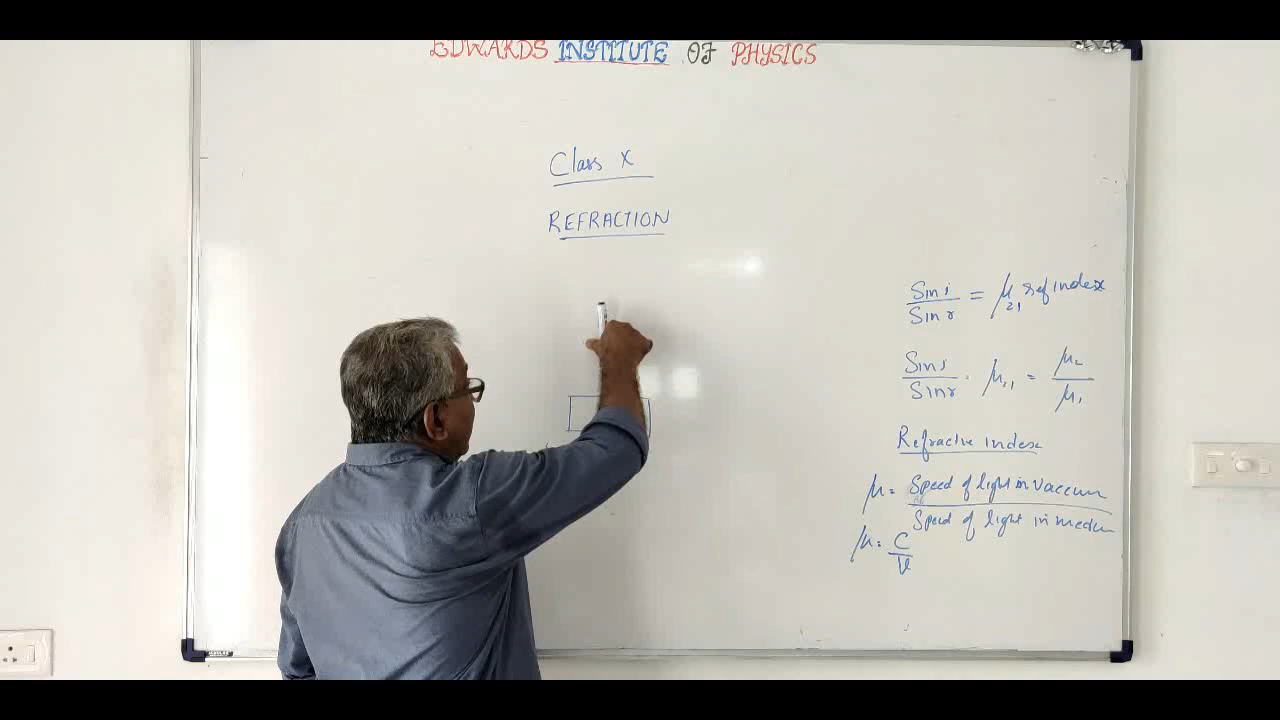 EDWARDS INSTITUTE OF PHYSICS
Class X
REFRACTION
Sin i / Sin r = μ21 ref index
Sin i / Sin r = μ21 = μ2 / μ1
Refractive index
μ = Speed of light in Vaccum / Speed of light in medium
μ = C / V